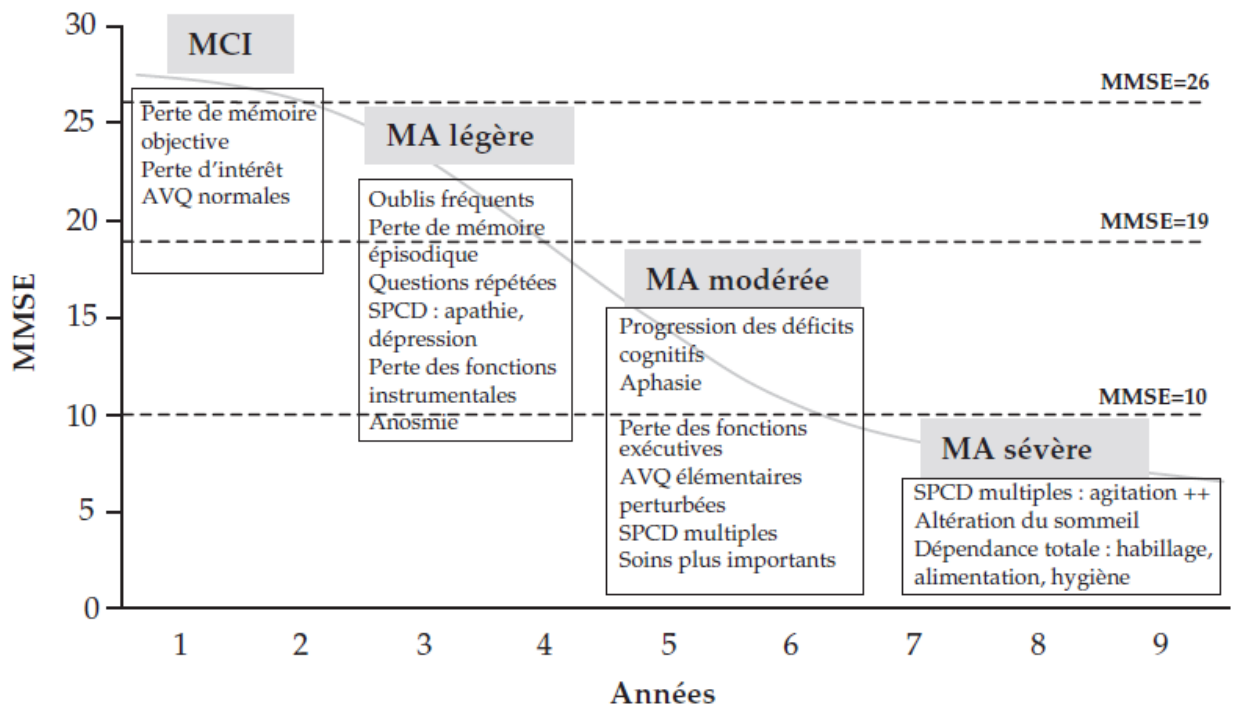 30
MCI
MMSE=26
Perte de mémoire
objective
Perte d'intérêt
AVQ normales
25
MA légère
Oublis fréquents
Perte de mémoire
épisodique
Questions répétées
SPCD : apathie,
dépression
Perte des fonctions
instrumentales
Anosmie
20
MMSE=19
MA modérée
Progression des déficits
cognitifs
Aphasie
Perte des fonctions
exécutives
AVQ élémentaires
perturbées
SPCD multiples
Soins plus importants
15
MMSE
MMSE=10
10
MA sévère
SPCD multiples : agitation ++
Altération du sommeil
Dépendance totale : habillage,
alimentation, hygiène
5
0
1 2 3 4 5 6 7 8 9
Années